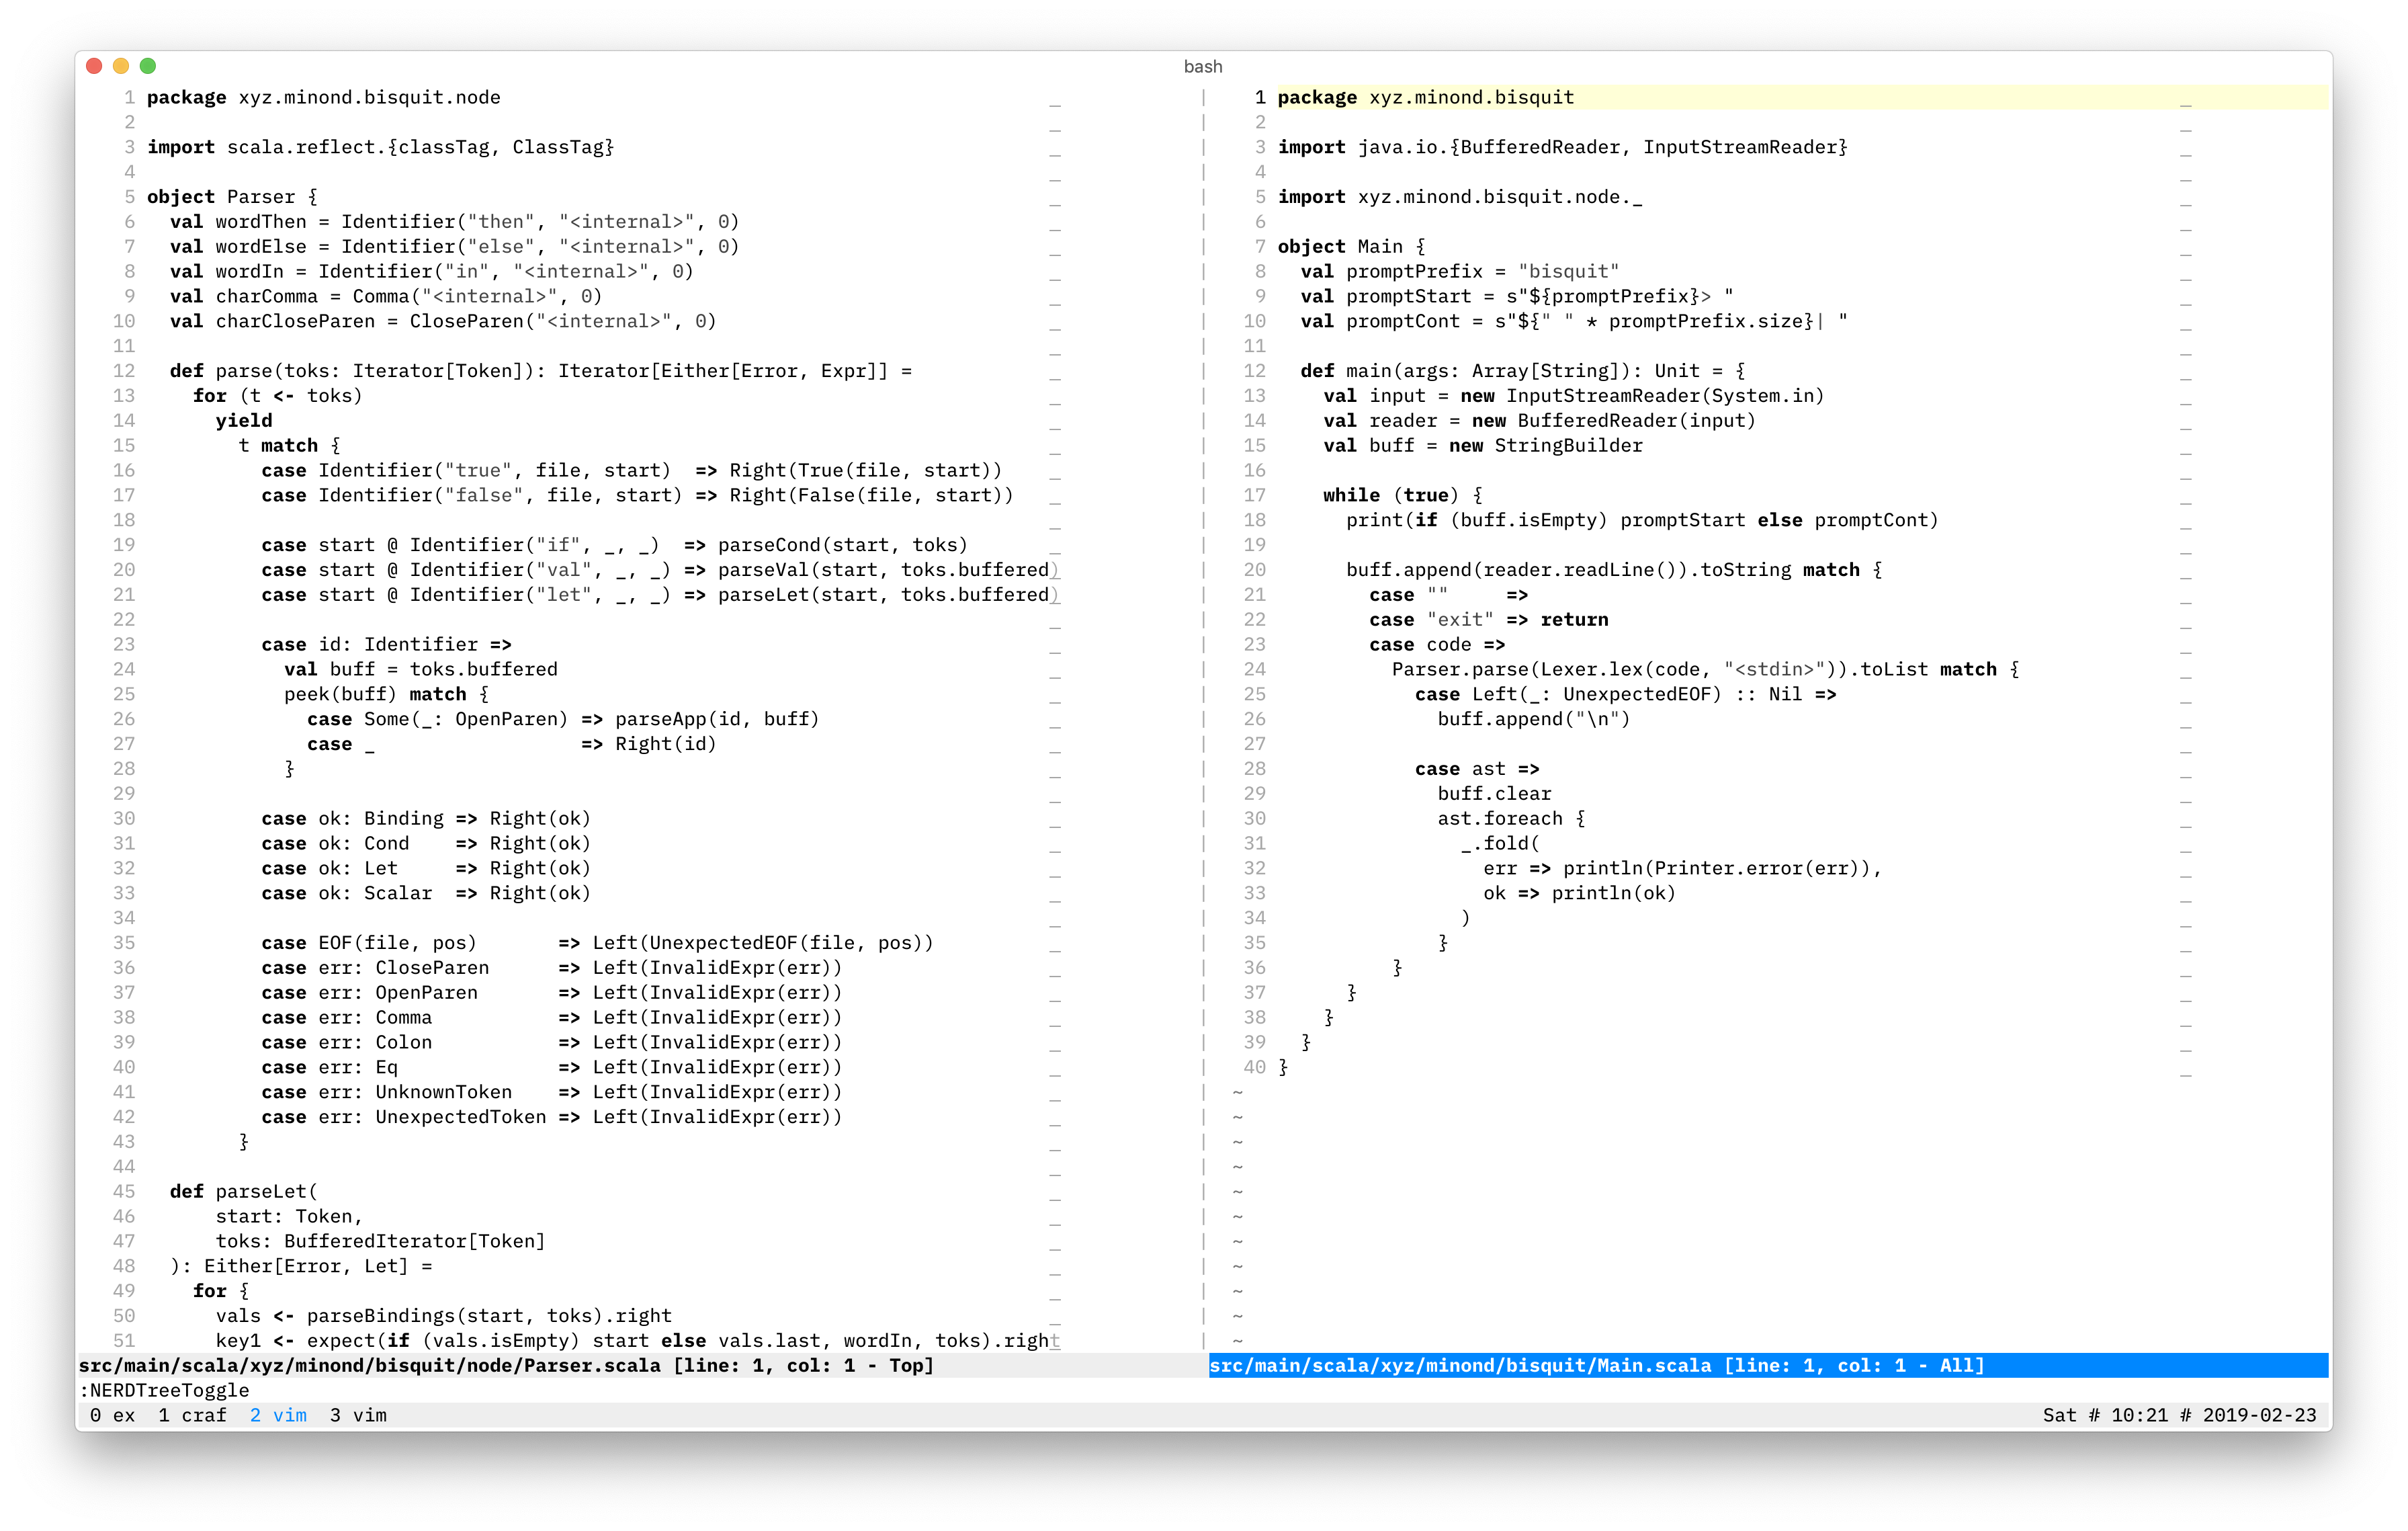 bash
1 package xyz.minond.bisquit.node
2
3 import scala.reflect.{classTag, ClassTag}
4
5 object Parser {
6   val wordThen = Identifier("then", "<internal>", 0)
7   val wordElse = Identifier("else", "<internal>", 0)
8   val wordIn = Identifier("in", "<internal>", 0)
9   val charComma = Comma("<internal>", 0)
10   val charCloseParen = CloseParen("<internal>", 0)
11
12   def parse(toks: Iterator[Token]): Iterator[Either[Error, Expr]] =
13     for (t <- toks)
14       yield
15         t match {
16           case Identifier("true", file, start)  => Right(True(file, start))
17           case Identifier("false", file, start) => Right(False(file, start))
18
19           case start @ Identifier("if", _, _)  => parseCond(start, toks)
20           case start @ Identifier("val", _, _) => parseVal(start, toks.buffered)
21           case start @ Identifier("let", _, _) => parseLet(start, toks.buffered)
22
23           case id: Identifier =>
24             val buff = toks.buffered
25             peek(buff) match {
26               case Some(_: OpenParen) => parseApp(id, buff)
27               case _                  => Right(id)
28             }
29
30           case ok: Binding => Right(ok)
31           case ok: Cond    => Right(ok)
32           case ok: Let     => Right(ok)
33           case ok: Scalar  => Right(ok)
34
35           case EOF(file, pos)       => Left(UnexpectedEOF(file, pos))
36           case err: CloseParen      => Left(InvalidExpr(err))
37           case err: OpenParen       => Left(InvalidExpr(err))
38           case err: Comma           => Left(InvalidExpr(err))
39           case err: Colon           => Left(InvalidExpr(err))
40           case err: Eq              => Left(InvalidExpr(err))
41           case err: UnknownToken    => Left(InvalidExpr(err))
42           case err: UnexpectedToken => Left(InvalidExpr(err))
43         }
44
45   def parseLet(
46       start: Token,
47       toks: BufferedIterator[Token]
48   ): Either[Error, Let] =
49     for {
50       vals <- parseBindings(start, toks).right
51       key1 <- expect(if (vals.isEmpty) start else vals.last, wordIn, toks).right
src/main/scala/xyz/minond/bisquit/node/Parser.scala [line: 1, col: 1 - Top]
1 package xyz.minond.bisquit
2
3 import java.io.{BufferedReader, InputStreamReader}
4
5 import xyz.minond.bisquit.node._
6
7 object Main {
8   val promptPrefix = "bisquit"
9   val promptStart = s"${promptPrefix}> "
10   val promptCont = s"${" " * promptPrefix.size}| "
11
12   def main(args: Array[String]): Unit = {
13     val input = new InputStreamReader(System.in)
14     val reader = new BufferedReader(input)
15     val buff = new StringBuilder
16
17     while (true) {
18       print(if (buff.isEmpty) promptStart else promptCont)
19
20       buff.append(reader.readLine()).toString match {
21         case ""     =>
22         case "exit" => return
23         case code =>
24           Parser.parse(Lexer.lex(code, "<stdin>")).toList match {
25             case Left(_: UnexpectedEOF) :: Nil =>
26               buff.append("\n")
27
28             case ast =>
29               buff.clear
30               ast.foreach {
31                 _.fold(
32                   err => println(Printer.error(err)),
33                   ok => println(ok)
34                 )
35               }
36           }
37       }
38     }
39   }
40 }
~
~
~
~
~
~
~
~
~
~
~
src/main/scala/xyz/minond/bisquit/Main.scala [line: 1, col: 1 - All]
:NERDTreeToggle
0 ex  1 craf  2 vim  3 vim
Sat # 10:21 # 2019-02-23